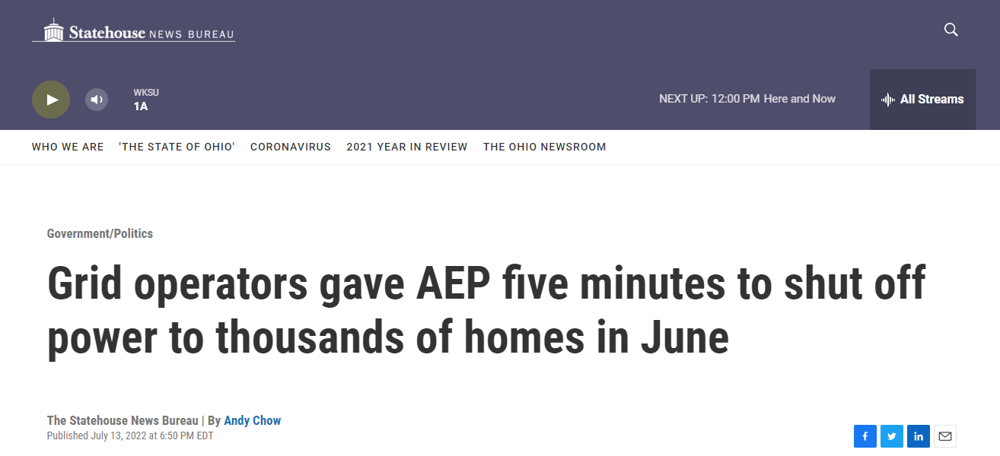 Statehouse NEWS BUREAU
WKSU
1A
NEXT UP: 12:00 PM Here and Now
All Streams
WHO WE ARE 'THE STATE OF OHIO' CORONAVIRUS 2021 YEAR IN REVIEW THE OHIO NEWSROOM
Government/Politics
Grid operators gave AEP five minutes to shut off
power to thousands of homes in June
The Statehouse News Bureau | By Andy Chow
Published July 13, 2022 at 6:50 PM EDT